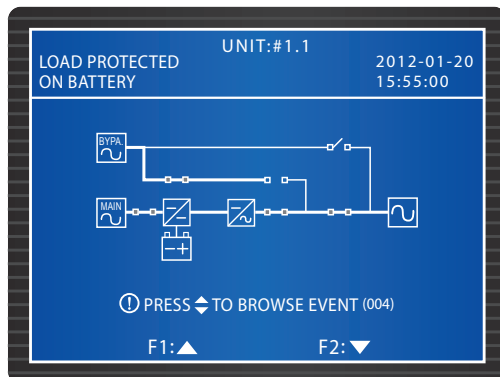 UNIT:#1.1
LOAD PROTECTED
ON BATTERY
2012-01-20
15:55:00
BYPA.
MAIN
PRESS TO BROWSE EVENT (004)
F1:
F2: